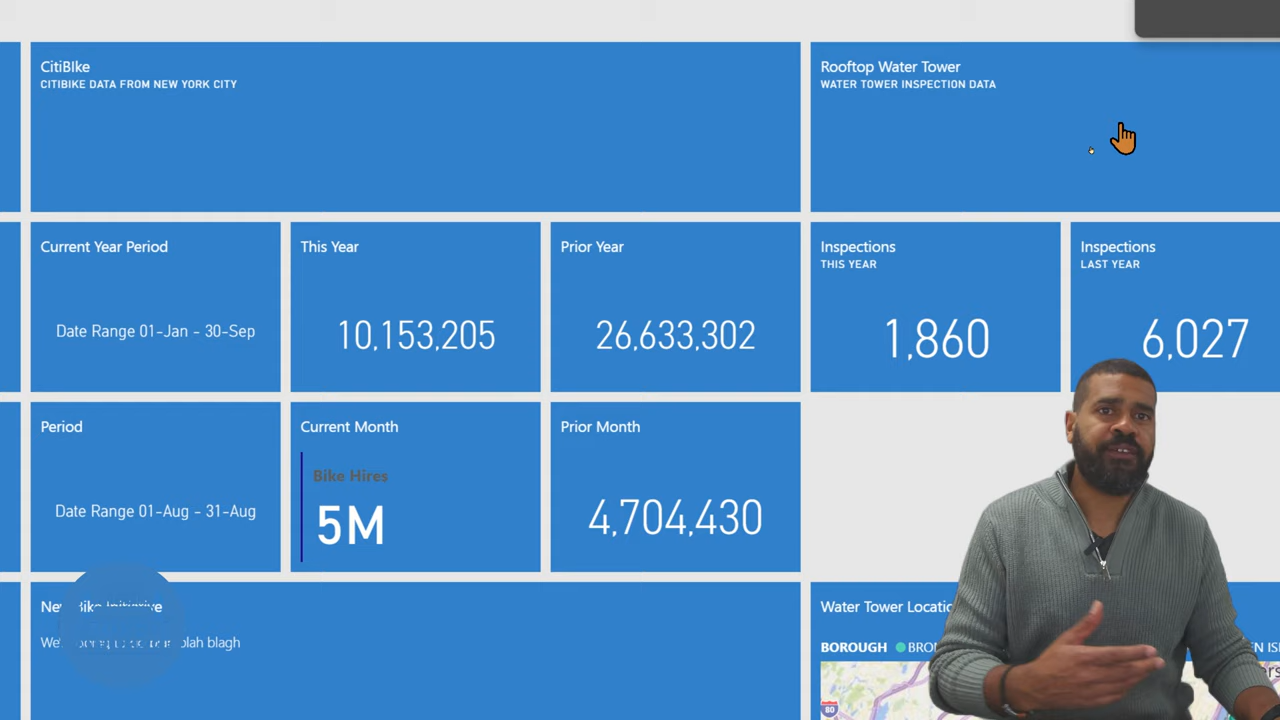 CitiBIke
CITIBIKE DATA FROM NEW YORK CITY
Rooftop Water Tower
WATER TOWER INSPECTION DATA
Current Year Period
Date Range 01-Jan - 30-Sep
This Year
10,153,205
Prior Year
26,633,302
Inspections
THIS YEAR
1,860
Inspections
LAST YEAR
6,027
Period
Date Range 01-Aug - 31-Aug
Current Month
Bike Hires
5M
Prior Month
4,704,430
Bike Initiative
blah blagh
Water Tower
BOROUGH
80